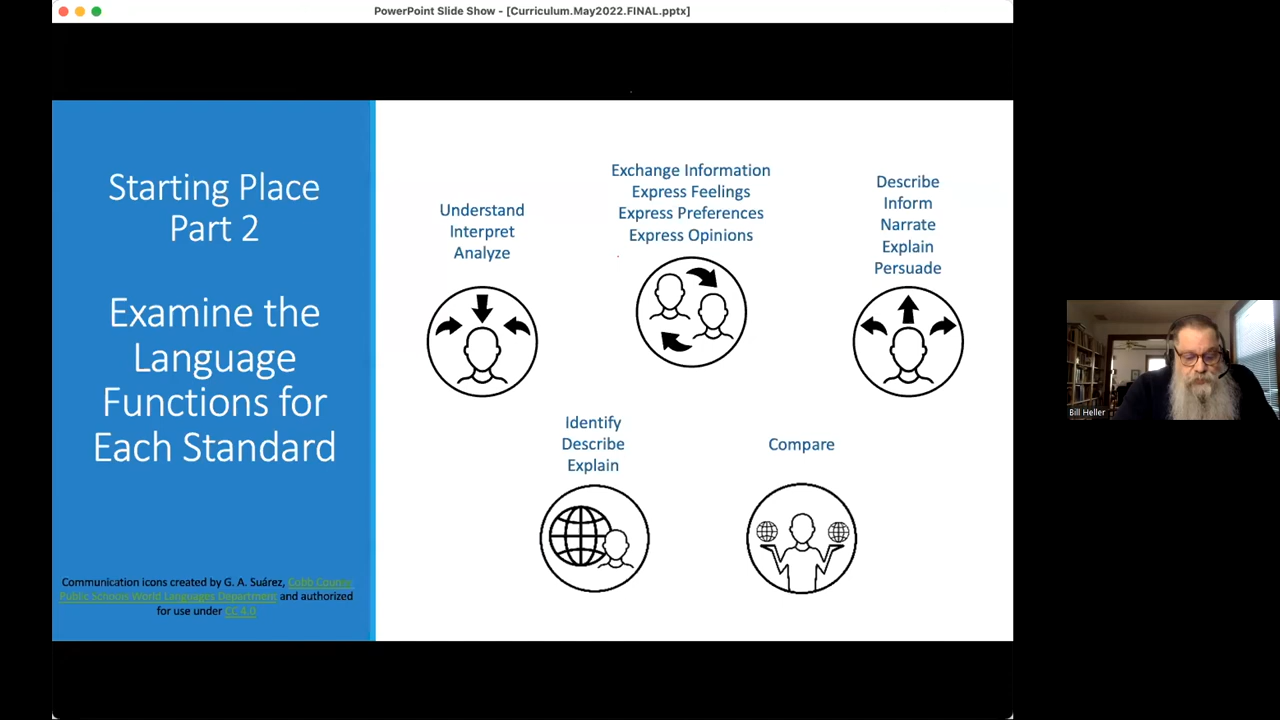 PowerPoint Slide Show - [Curriculum.May2022.FINAL.pptx]
Starting Place
Part 2
Examine the
Language
Functions for
Each Standard
Communication icons created by G. A. Suárez, Cobb County
Public Schools World Languages Department and authorized
for use under CC 4.0
Understand
Interpret
Analyze
Exchange Information
Express Feelings
Express Preferences
Express Opinions
Describe
Inform
Narrate
Explain
Persuade
Identify
Describe
Explain
Compare
Bill Heller